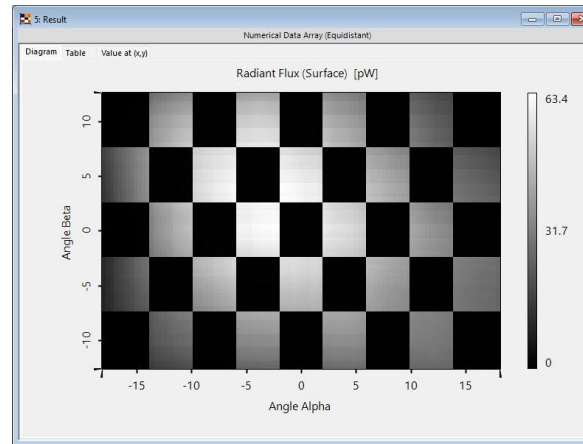 5: Result
Numerical Data Array (Equidistant)
Diagram Table Value at (x,y)
Radiant Flux (Surface) [pW]
63.4
31.7
0
Angle Beta
10
5
0
-5
-10
-15 -10 -5 0 5 10 15
Angle Alpha